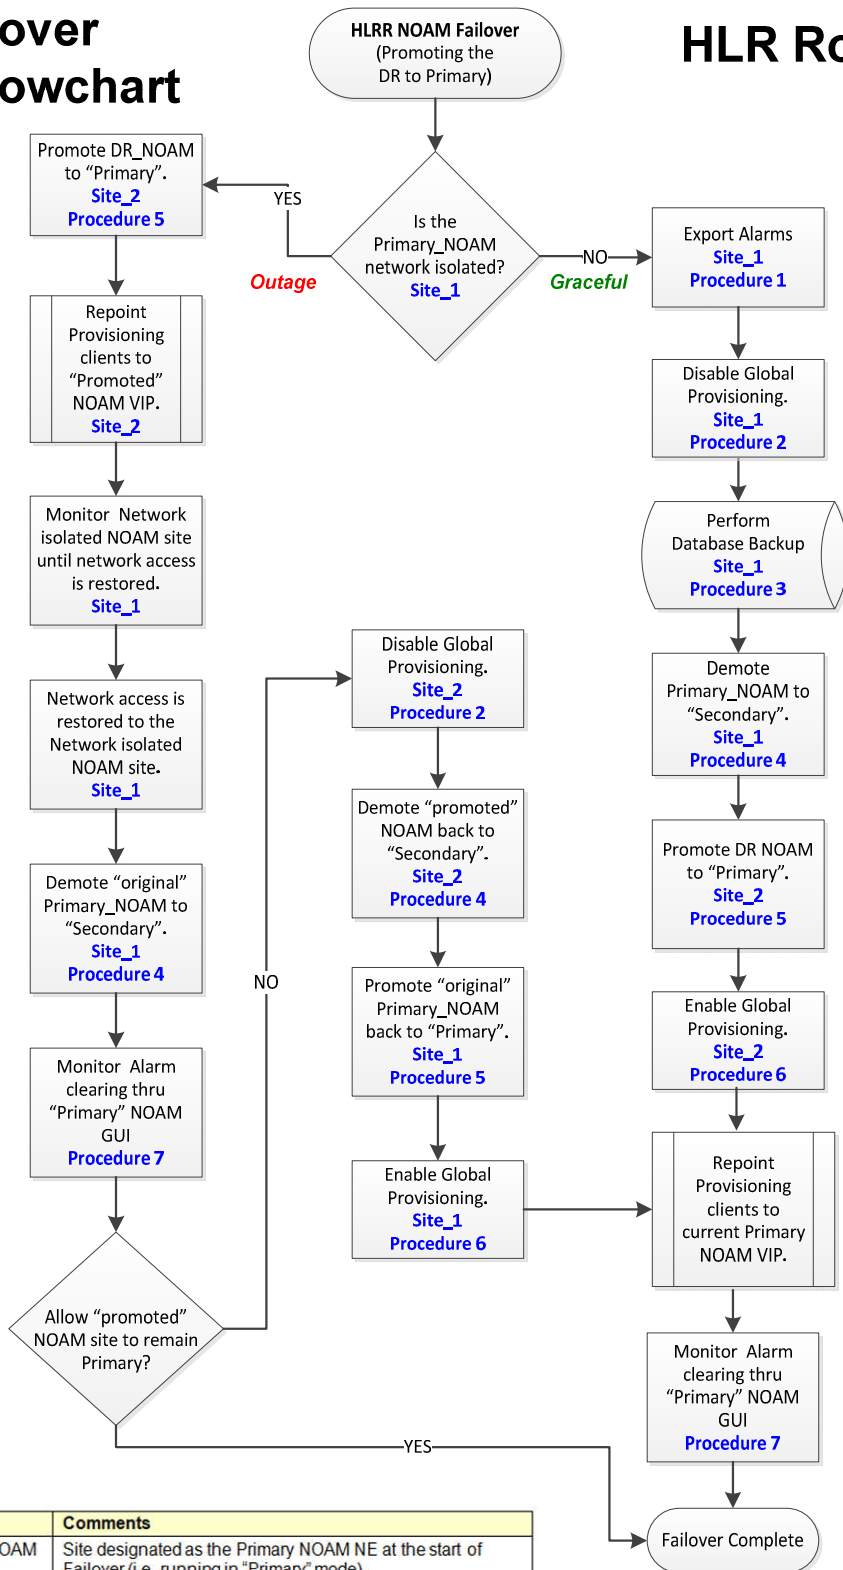 over
owchart
HLR Ro
HLRR NOAM Failover
(Promoting the
DR to Primary)
Is the
Primary_NOAM
network isolated?
Site_1
YES
Outage
NO
Graceful
Promote DR_NOAM
to “Primary”.
Site_2
Procedure 5
Repoint
Provisioning
clients to
“Promoted”
NOAM VIP.
Site_2
Monitor Network
isolated NOAM site
until network access
is restored.
Site_1
Network access is
restored to the
Network isolated
NOAM site.
Site_1
Demote “original”
Primary_NOAM to
“Secondary”.
Site_1
Procedure 4
Monitor Alarm
clearing thru
“Primary” NOAM
GUI
Procedure 7
Allow “promoted”
NOAM site to remain
Primary?
NO
YES
Disable Global
Provisioning.
Site_2
Procedure 2
Demote “promoted”
NOAM back to
“Secondary”.
Site_2
Procedure 4
Promote “original”
Primary_NOAM
back to “Primary”.
Site_1
Procedure 5
Enable Global
Provisioning.
Site_1
Procedure 6
Export Alarms
Site_1
Procedure 1
Disable Global
Provisioning.
Site_1
Procedure 2
Perform
Database Backup
Site_1
Procedure 3
Demote
Primary_NOAM to
“Secondary”.
Site_1
Procedure 4
Promote DR NOAM
to “Primary”.
Site_2
Procedure 5
Enable Global
Provisioning.
Site_2
Procedure 6
Repoint
Provisioning
clients to
current Primary
NOAM VIP.
Monitor Alarm
clearing thru
“Primary” NOAM
GUI
Procedure 7
Failover Complete
Comments
OAM
Site designated as the Primary NOAM NE at the start of
Failover (i.e. running in “Primary” mode)